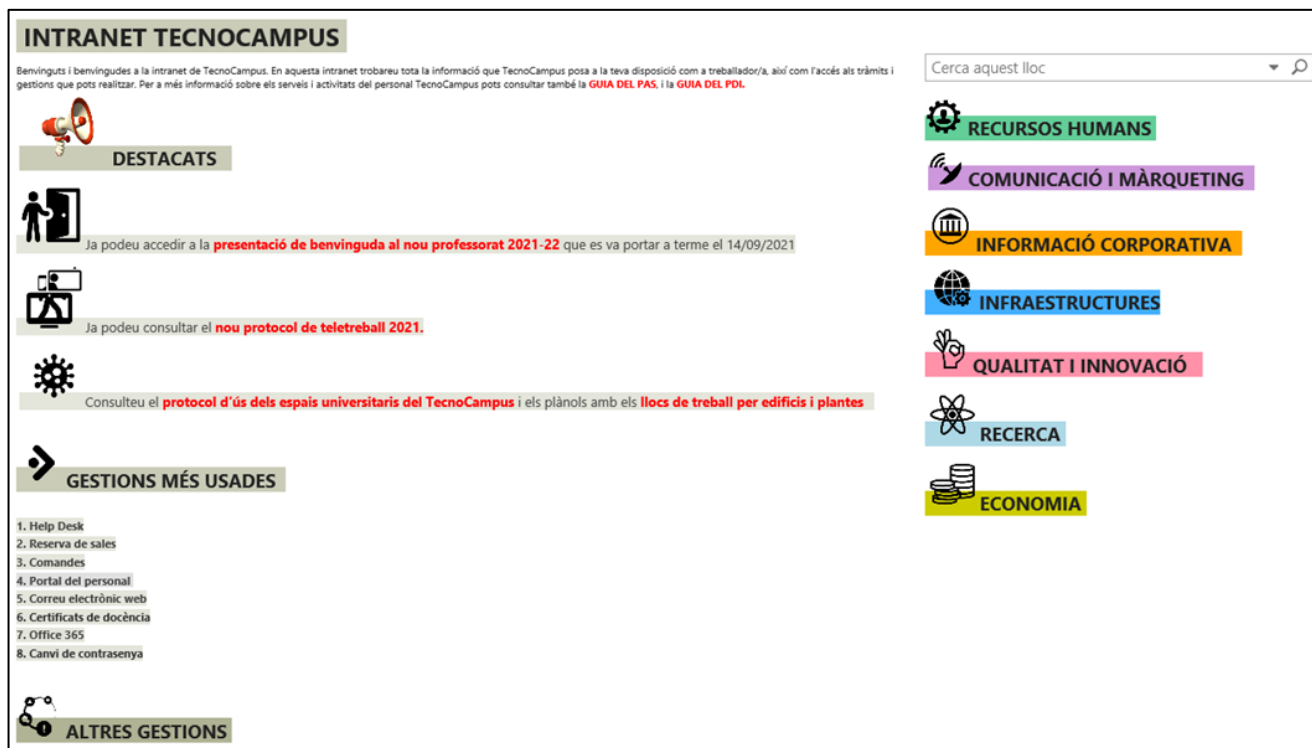 INTRANET TECNOCAMPUS
Benvinguts i benvingudes a la intranet de TecnoCampus. En aquesta intranet trobareu tota la informació que TecnoCampus posa a la teva disposició com a treballador/a, així com l'accés als tràmits i
gestions que pots realitzar. Per a més informació sobre els serveis i activitats del personal TecnoCampus pots consultar també la GUIA DEL PAS, i la GUIA DEL PDI.
DESTACATS
Ja podeu accedir a la presentació de benvinguda al nou professorat 2021-22 que es va portar a terme el 14/09/2021
Ja podeu consultar el nou protocol de teletreball 2021.
Consulteu el protocol d'ús dels espais universitaris del TecnoCampus i els plànols amb els llocs de treball per edificis i plantes
GESTIONS MÉS USADES
1. Help Desk
2. Reserva de sales
3. Comandes
4. Portal del personal
5. Correu electrònic web
6. Certificats de docència
7. Office 365
8. Canvi de contrasenya
ALTRES GESTIONS
Cerca aquest lloc
RECURSOS HUMANS
COMUNICACIÓ I MÀRQUETING
INFORMACIÓ CORPORATIVA
INFRAESTRUCTURES
QUALITAT I INNOVACIÓ
RECERCA
ECONOMIA